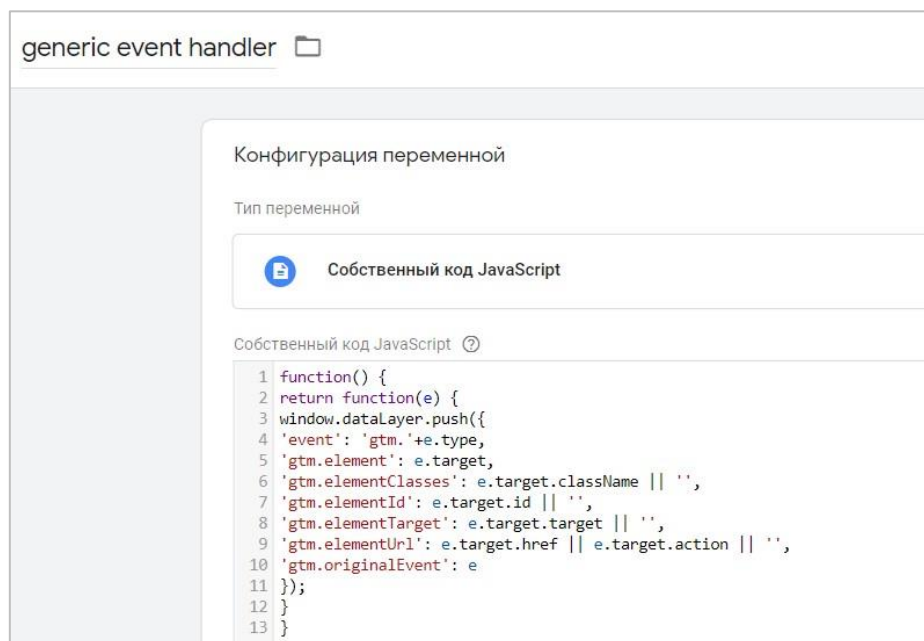 generic event handler
Конфигурация переменной
Тип переменной
Собственный код JavaScript
Собственный код JavaScript ?
1 function() {
2 return function(e) {
3 window.dataLayer.push({
4 'event': 'gtm.'+e.type,
5 'gtm.element': e.target,
6 'gtm.elementClasses': e.target.className || '',
7 'gtm.elementId': e.target.id || '',
8 'gtm.elementTarget': e.target.target || '',
9 'gtm.elementUrl': e.target.href || e.target.action || '',
10 'gtm.originalEvent': e
11 });
12 }
13 }